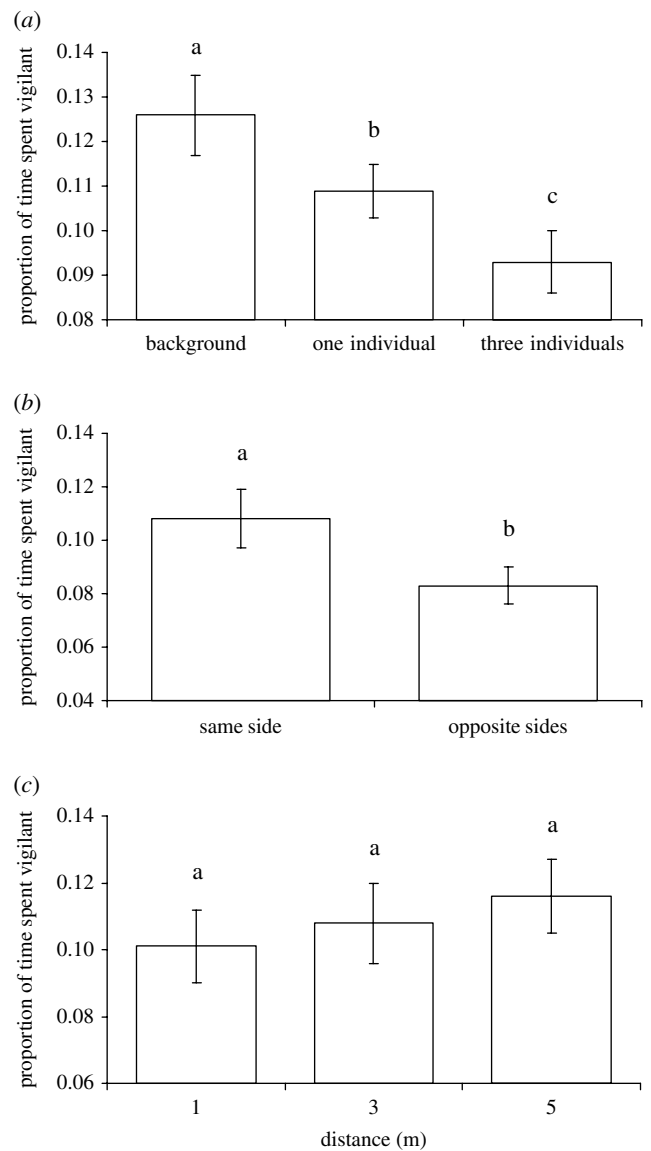 (a)
proportion of time spent vigilant
0.14
0.13
0.12
0.11
0.10
0.09
0.08
a
b
c
background one individual three individuals
(b)
proportion of time spent vigilant
0.14
0.12
0.10
0.08
0.06
0.04
a
b
same side opposite sides
(c)
proportion of time spent vigilant
0.14
0.12
0.10
0.08
0.06
a
a
a
1 3 5
distance (m)